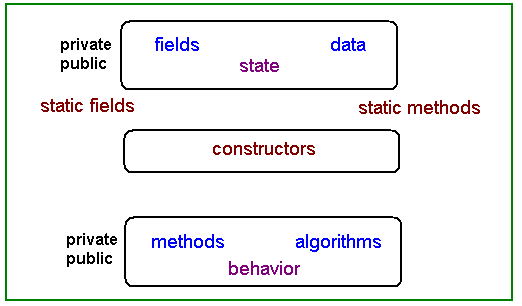 private
public
fields data
state
static fields static methods
constructors
private
public
methods algorithms
behavior